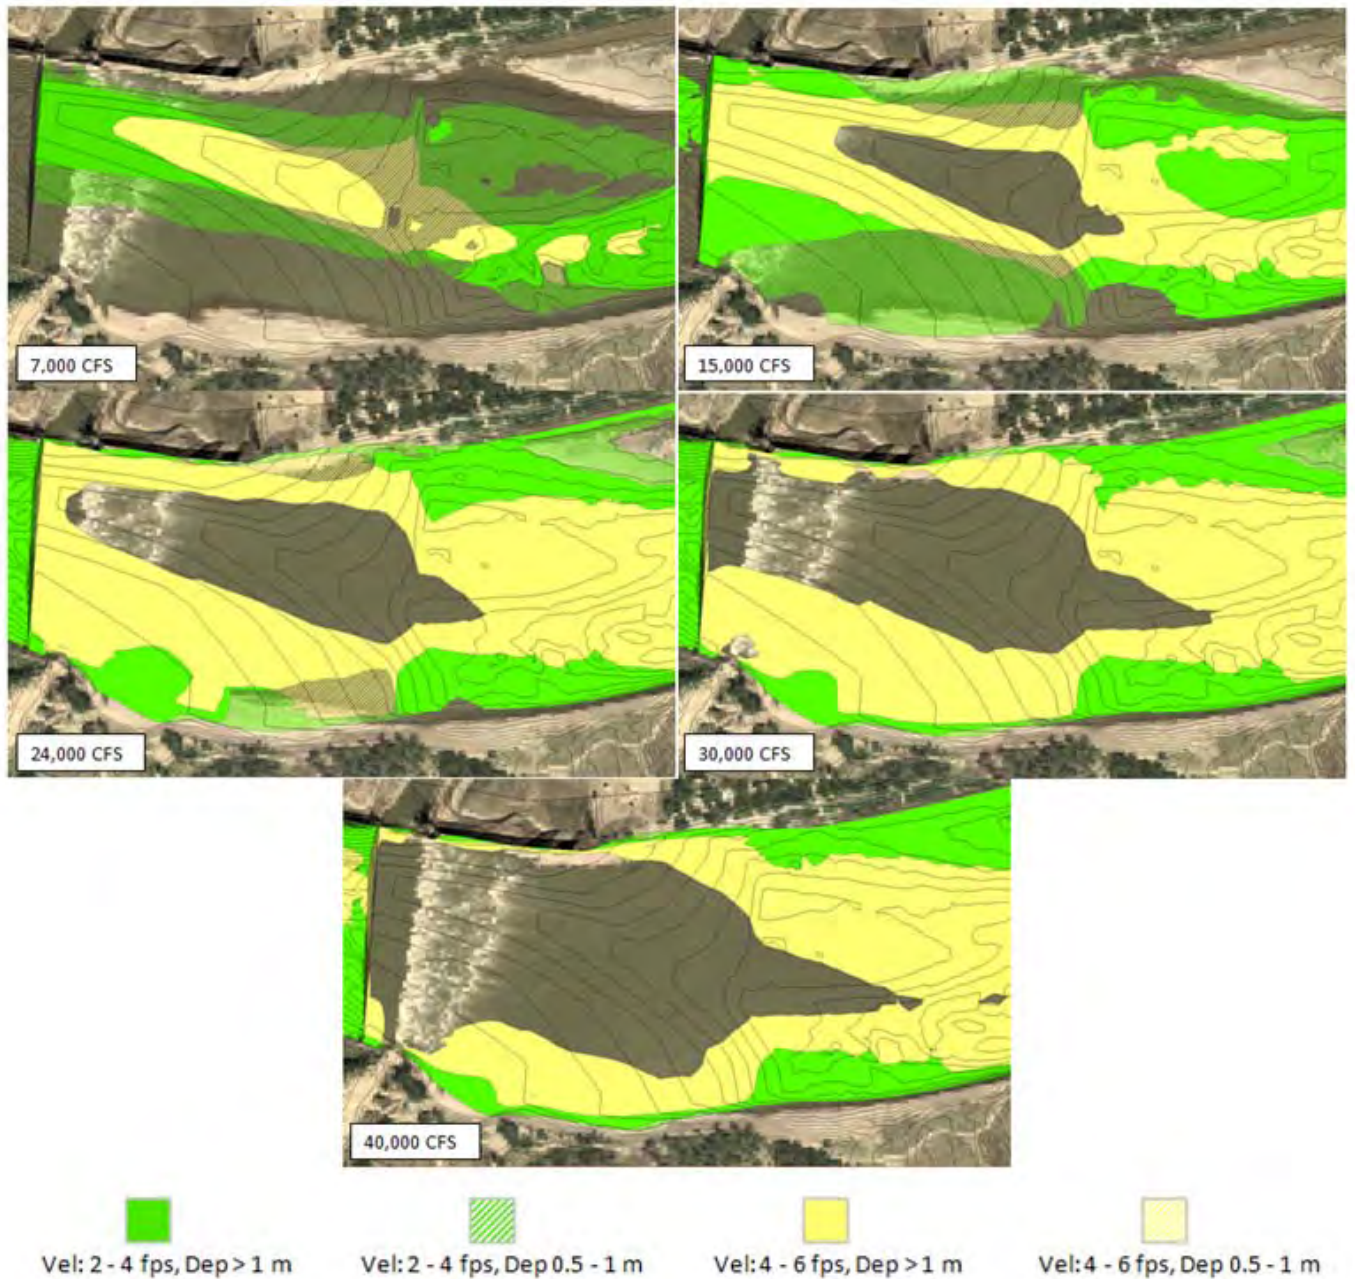 7,000 CFS
15,000 CFS
24,000 CFS
30,000 CFS
40,000 CFS
Vel: 2 - 4 fps, Dep > 1 m
Vel: 2 - 4 fps, Dep 0.5 - 1 m
Vel: 4 - 6 fps, Dep >1 m
Vel: 4 - 6 fps, Dep 0.5 - 1 m